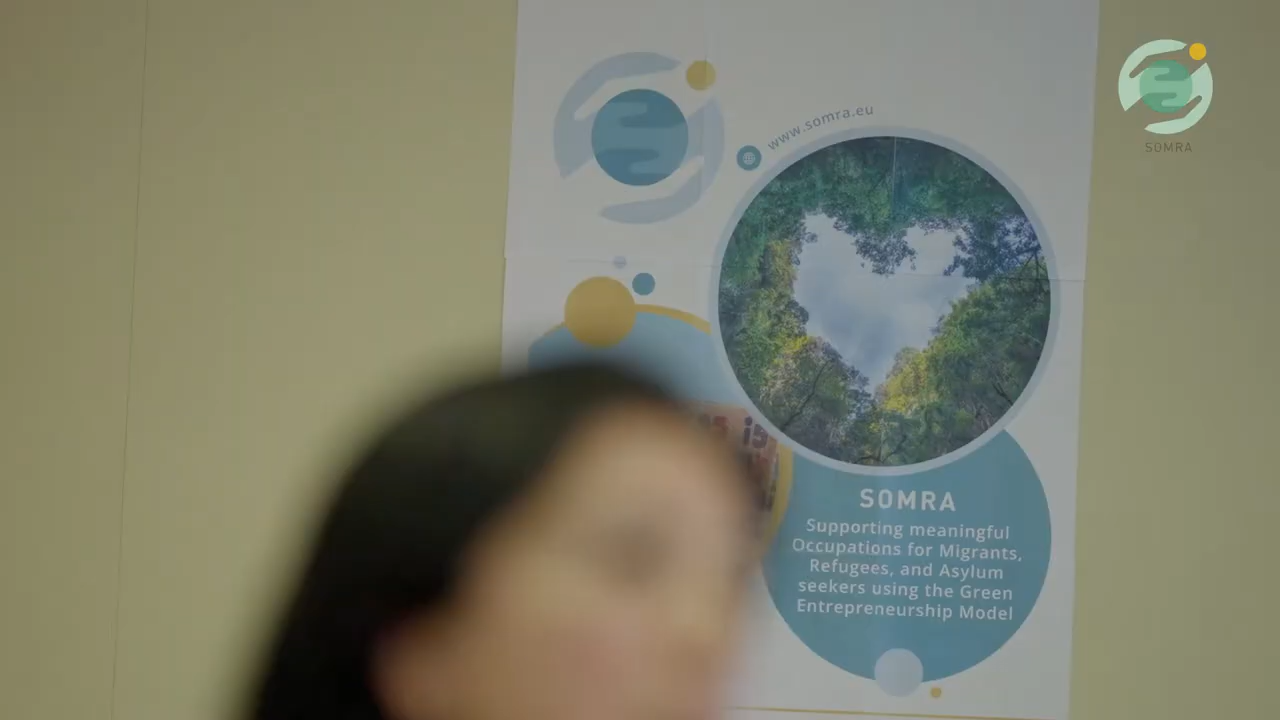 SOMRA
www.somra.eu
is
SOMRA
Supporting meaningful
Occupations for Migrants,
Refugees, and Asylum
seekers using the Green
Entrepreneurship Model